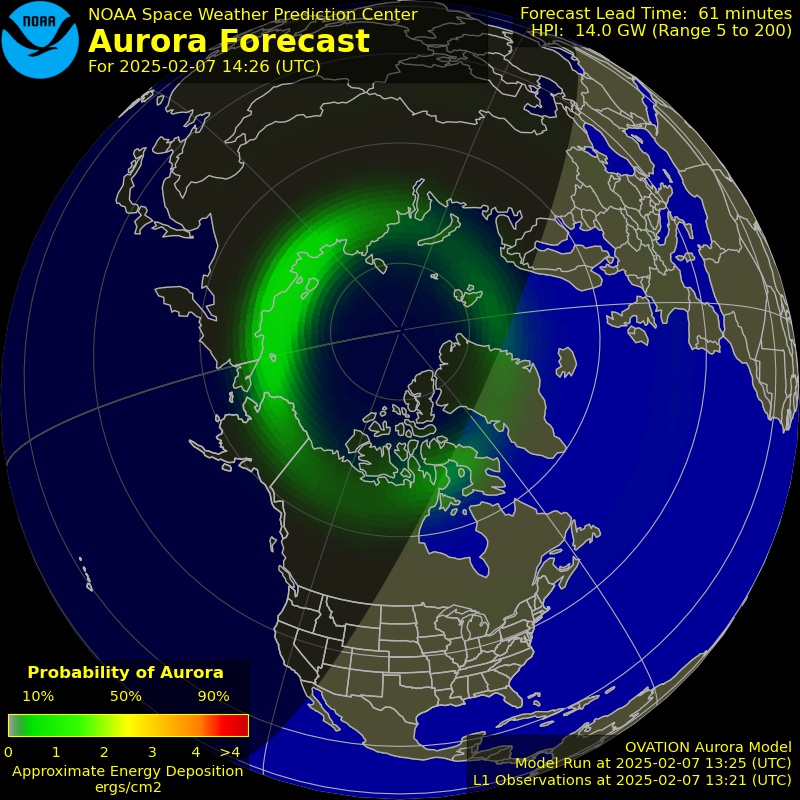 NOAA
NOAA Space Weather Prediction Center
Aurora Forecast
For 2025-02-07 14:26 (UTC)
Forecast Lead Time: 61 minutes
HPI: 14.0 GW (Range 5 to 200)
Probability of Aurora
10% 50% 90%
0 1 2 3 4 >4
Approximate Energy Deposition
ergs/cm2
OVATION Aurora Model
Model Run at 2025-02-07 13:25 (UTC)
L1 Observations at 2025-02-07 13:21 (UTC)